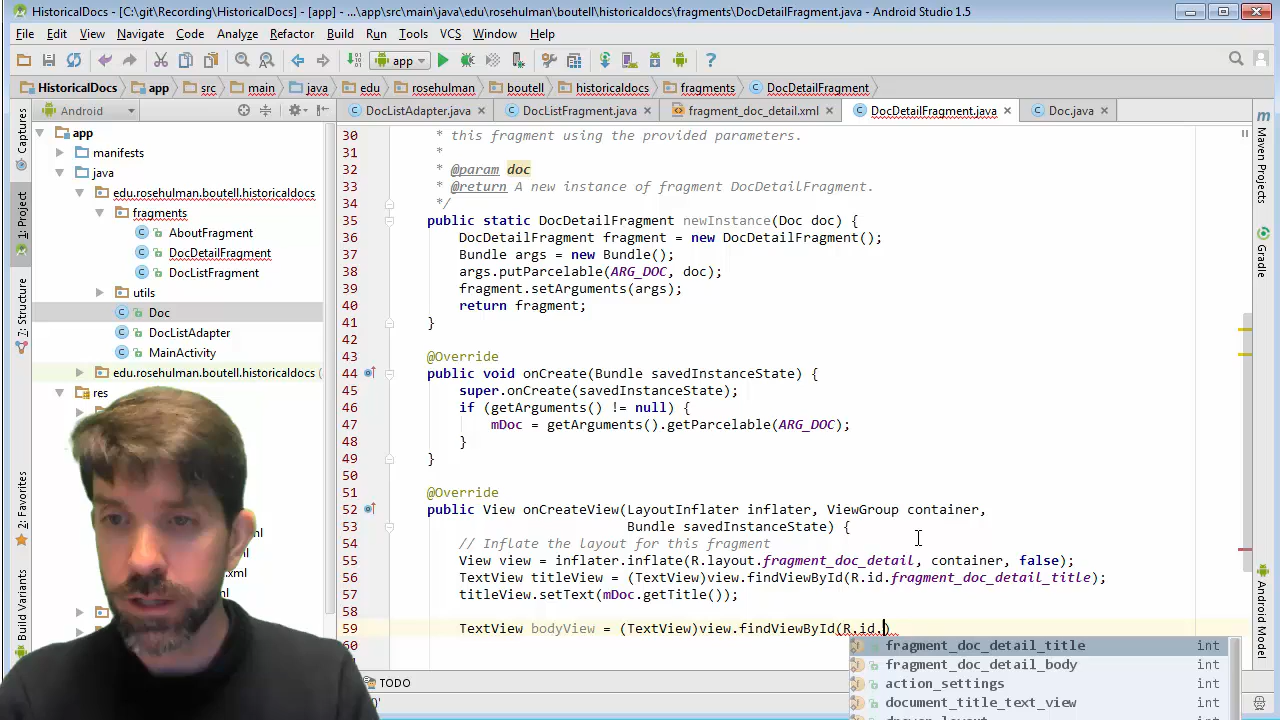 HistoricalDocs - [C:\git\Recording\HistoricalDocs] - [app] - ...\app\src\main\java\edu\rosehulman\boutell\historicaldocs\fragments\DocDetailFragment.java - Android Studio 1.5
File Edit View Navigate Code Analyze Refactor Build Run Tools VCS Window Help
app
HistoricalDocs app src main java edu rosehulman boutell historicaldocs fragments DocDetailFragment
Android
DocListAdapter.java DocListFragment.java fragment_doc_detail.xml DocDetailFragment.java Doc.java
Captures
1: Project
7: Structure
2: Favorites
Build Variants
app
manifests
java
edu.rosehulman.boutell.historicaldocs
fragments
AboutFragment
DocDetailFragment
DocListFragment
utils
Doc
DocListAdapter
MainActivity
edu.rosehulman.boutell.historicaldocs (
res
30 * this fragment using the provided parameters.
31 *
32 * @param doc
33 * @return A new instance of fragment DocDetailFragment.
34 */
35 public static DocDetailFragment newInstance(Doc doc) {
36 DocDetailFragment fragment = new DocDetailFragment();
37 Bundle args = new Bundle();
38 args.putParcelable(ARG_DOC, doc);
39 fragment.setArguments(args);
40 return fragment;
41 }
42
43 @Override
44 public void onCreate(Bundle savedInstanceState) {
45 super.onCreate(savedInstanceState);
46 if (getArguments() != null) {
47 mDoc = getArguments().getParcelable(ARG_DOC);
48 }
49 }
50
51 @Override
52 public View onCreateView(LayoutInflater inflater, ViewGroup container,
53 Bundle savedInstanceState) {
54 // Inflate the layout for this fragment
55 View view = inflater.inflate(R.layout.fragment_doc_detail, container, false);
56 TextView titleView = (TextView)view.findViewById(R.id.fragment_doc_detail_title);
57 titleView.setText(mDoc.getTitle());
58
59 TextView bodyView = (TextView)view.findViewById(R.id.)
60
fragment_doc_detail_title int
fragment_doc_detail_body int
action_settings int
document_title_text_view int
TODO
Maven Projects
Gradle
Android Model